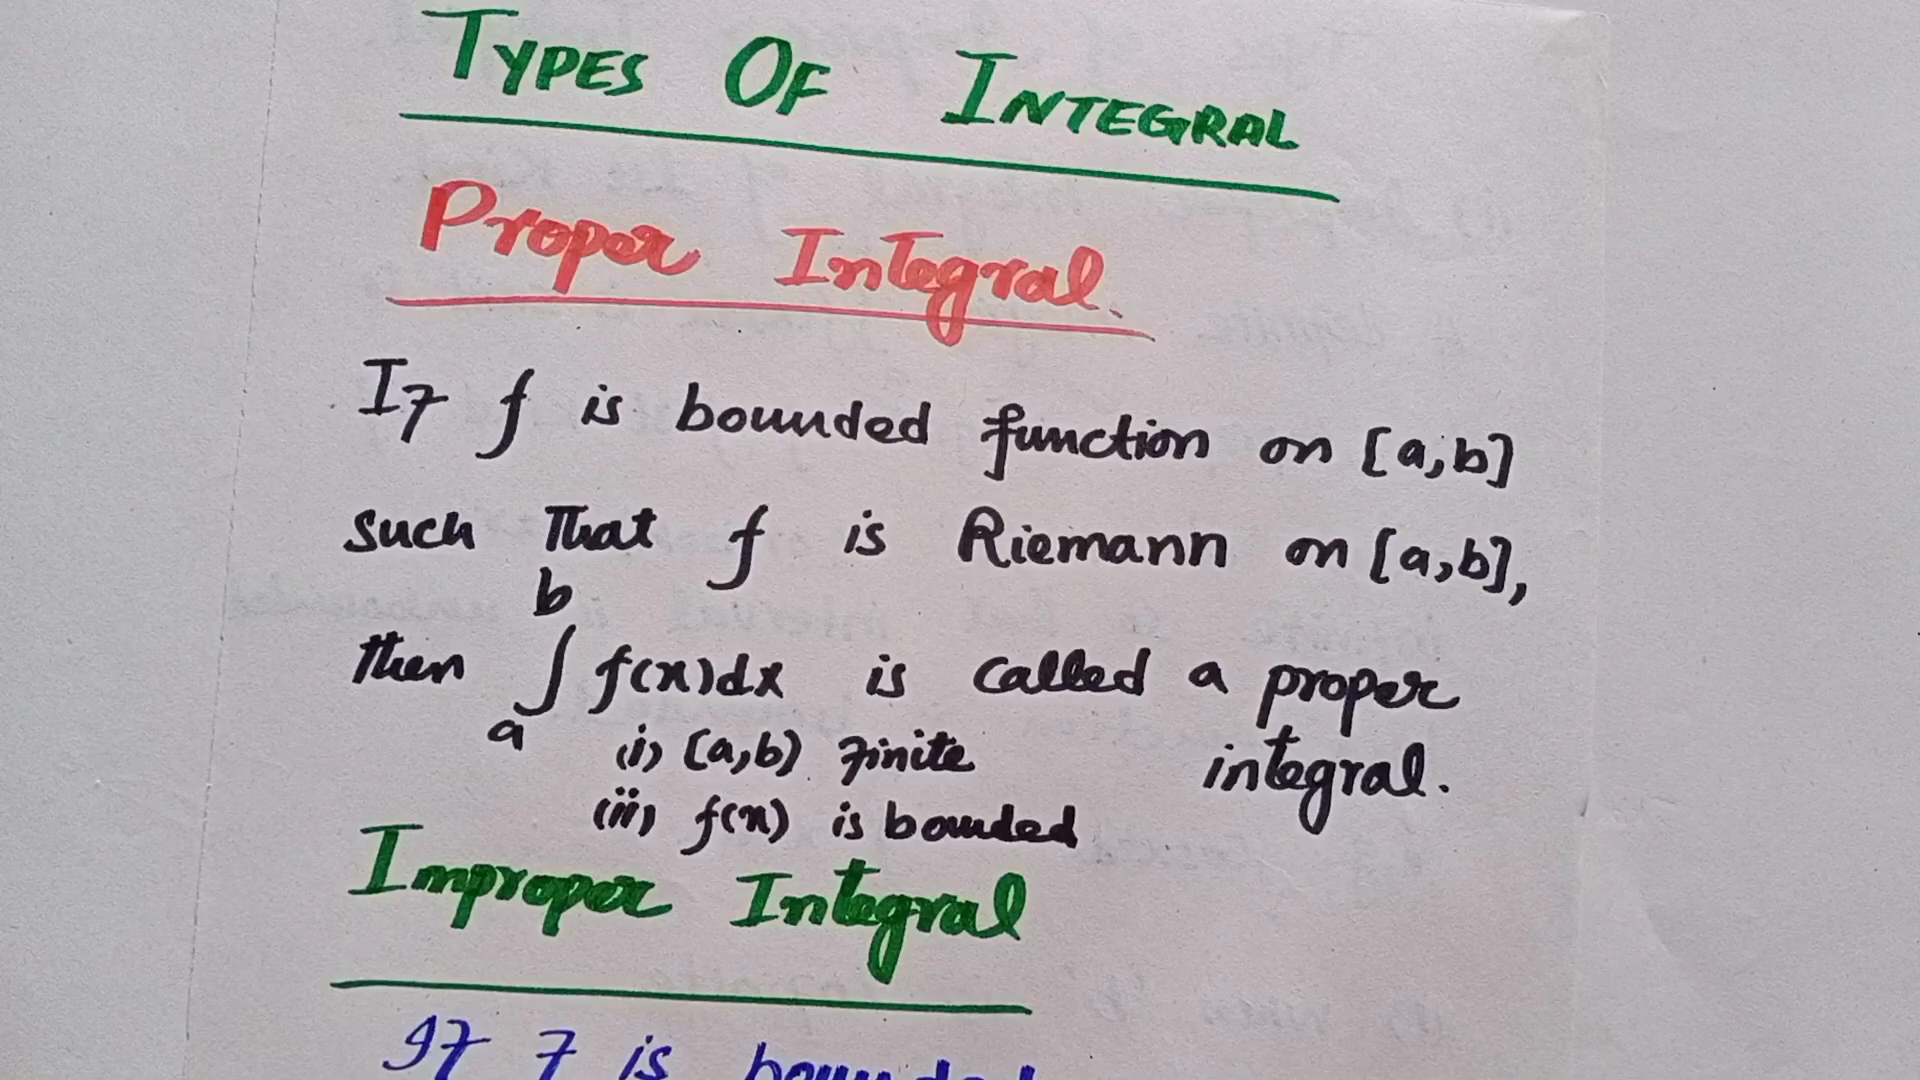 TYPES OF INTEGRAL
Proper Integral.
If f is bounded function on [a,b]
such that f is Riemann on [a,b],
b
then ∫ f(x)dx is called a proper
a
integral.
(i) (a,b) finite
(ii) f(x) is bounded
Improper Integral
If f is bounded